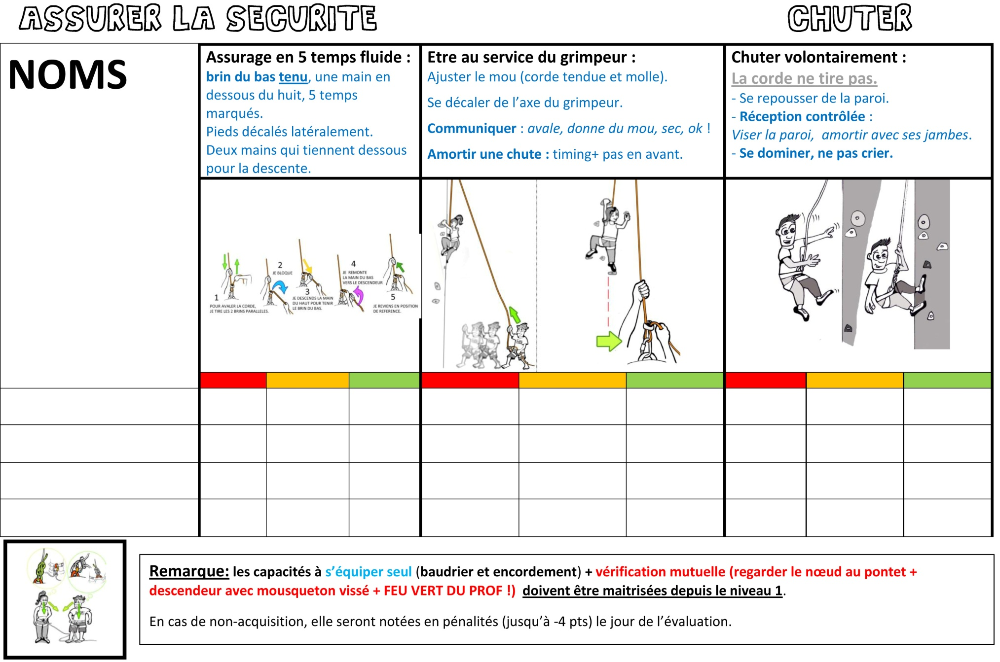 ASSURER LA SECURITE
CHUTER
NOMS
Assurage en 5 temps fluide :
brin du bas tenu, une main en
dessous du huit, 5 temps
marqués.
Pieds décalés latéralement.
Deux mains qui tiennent dessous
pour la descente.
Etre au service du grimpeur :
Ajuster le mou (corde tendue et molle).
Se décaler de l’axe du grimpeur.
Communiquer : avale, donne du mou, sec, ok !
Amortir une chute : timing+ pas en avant.
Chuter volontairement :
La corde ne tire pas.
- Se repousser de la paroi.
- Réception contrôlée :
Viser la paroi, amortir avec ses jambes.
- Se dominer, ne pas crier.
1
POUR AVALER LA CORDE,
JE TIRE LES 2 BRINS PARALLELES.
2
JE BLOQUE
3
JE DESCENDS LA MAIN
DU HAUT POUR TENIR
LE BRIN DU BAS.
4
JE REMONTE
LA MAIN DU BAS
VERS LE DESCENDEUR
5
JE REVIENS EN POSITION
DE REFERENCE.
Remarque: les capacités à s’équiper seul (baudrier et encordement) + vérification mutuelle (regarder le nœud au pontet +
descendeur avec mousqueton vissé + FEU VERT DU PROF !) doivent être maitrisées depuis le niveau 1.
En cas de non-acquisition, elle seront notées en pénalités (jusqu’à -4 pts) le jour de l’évaluation.